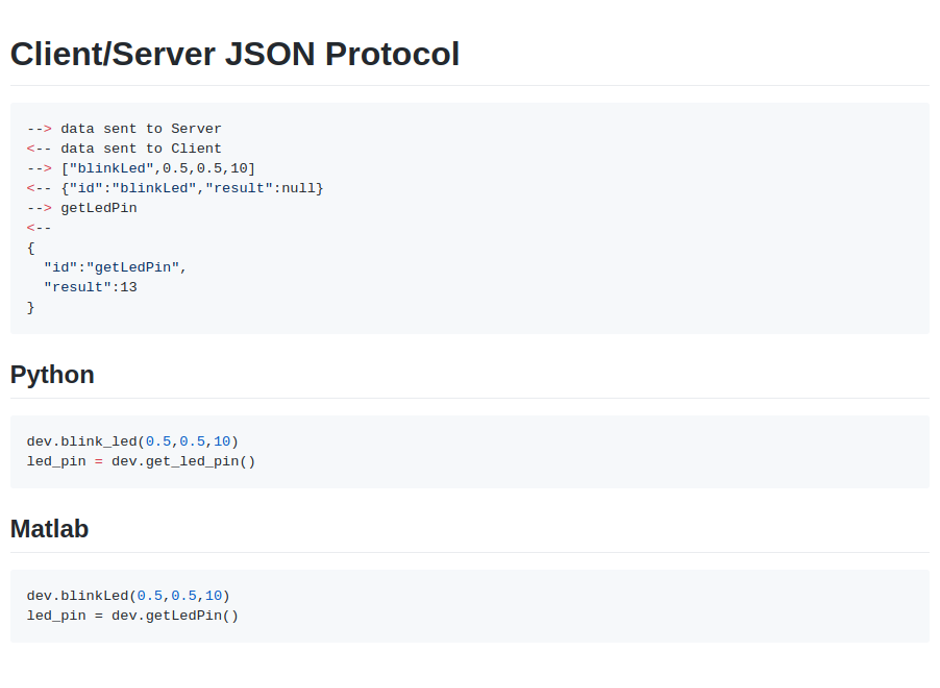 Client/Server JSON Protocol
--> data sent to Server
<-- data sent to Client
--> ["blinkLed",0.5,0.5,10]
<-- {"id":"blinkLed","result":null}
--> getLedPin
<--
{
  "id":"getLedPin",
  "result":13
}
Python
dev.blink_led(0.5,0.5,10)
led_pin = dev.get_led_pin()
Matlab
dev.blinkLed(0.5,0.5,10)
led_pin = dev.getLedPin()